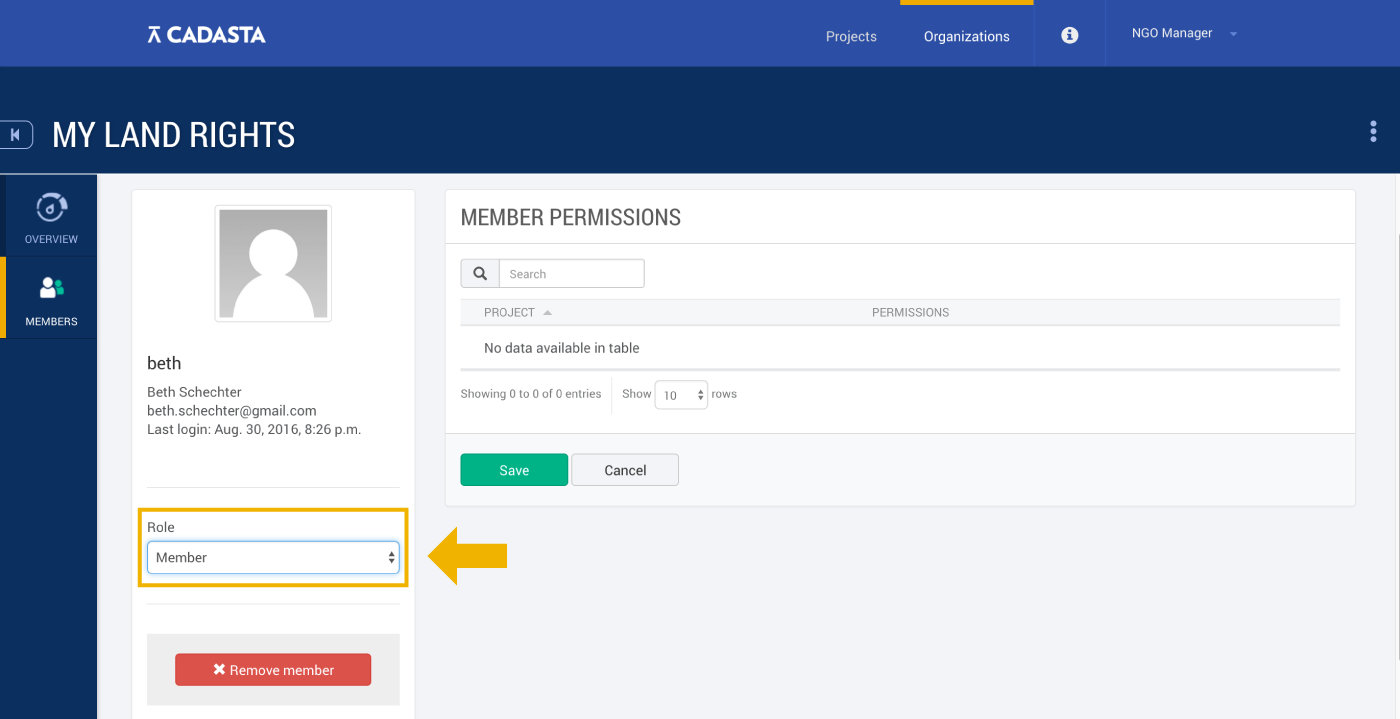 CADASTA
Projects
Organizations
NGO Manager
MY LAND RIGHTS
OVERVIEW
MEMBERS
beth
Beth Schechter
beth.schechter@gmail.com
Last login: Aug. 30, 2016, 8:26 p.m.
Role
Member
Remove member
MEMBER PERMISSIONS
Search
PROJECT PERMISSIONS
No data available in table
Showing 0 to 0 of 0 entries Show 10 rows
Save Cancel